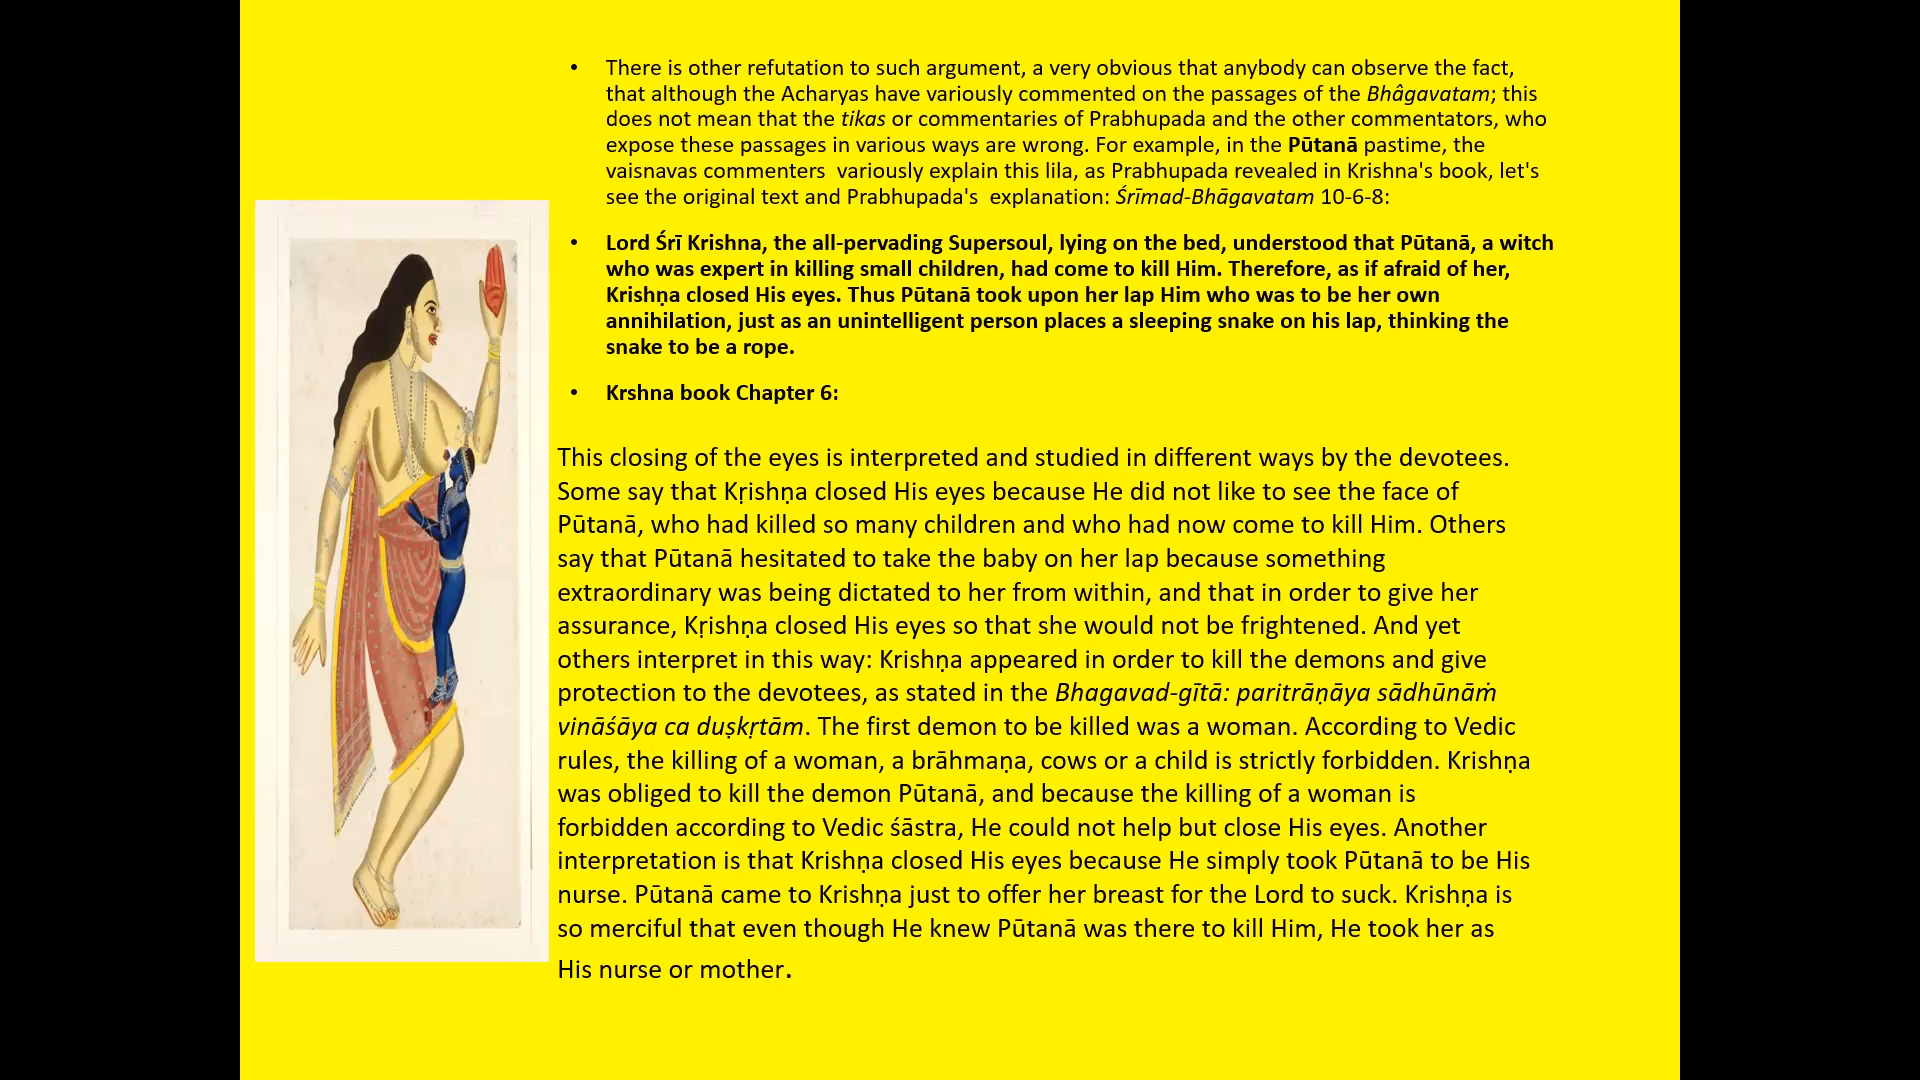 • There is other refutation to such argument, a very obvious that anybody can observe the fact,
that although the Acharyas have variously commented on the passages of the Bhâgavatam; this
does not mean that the tikas or commentaries of Prabhupada and the other commentators, who
expose these passages in various ways are wrong. For example, in the Pūtanā pastime, the
vaisnavas commenters  variously explain this lila, as Prabhupada revealed in Krishna's book, let's
see the original text and Prabhupada's  explanation: Śrīmad-Bhāgavatam 10-6-8:
• Lord Śrī Krishna, the all-pervading Supersoul, lying on the bed, understood that Pūtanā, a witch
who was expert in killing small children, had come to kill Him. Therefore, as if afraid of her,
Krishṇa closed His eyes. Thus Pūtanā took upon her lap Him who was to be her own
annihilation, just as an unintelligent person places a sleeping snake on his lap, thinking the
snake to be a rope.
• Krshna book Chapter 6:
This closing of the eyes is interpreted and studied in different ways by the devotees.
Some say that Kṛishṇa closed His eyes because He did not like to see the face of
Pūtanā, who had killed so many children and who had now come to kill Him. Others
say that Pūtanā hesitated to take the baby on her lap because something
extraordinary was being dictated to her from within, and that in order to give her
assurance, Kṛishṇa closed His eyes so that she would not be frightened. And yet
others interpret in this way: Krishṇa appeared in order to kill the demons and give
protection to the devotees, as stated in the Bhagavad-gītā: paritrāṇāya sādhūnāṁ
vināśāya ca duṣkṛtām. The first demon to be killed was a woman. According to Vedic
rules, the killing of a woman, a brāhmaṇa, cows or a child is strictly forbidden. Krishṇa
was obliged to kill the demon Pūtanā, and because the killing of a woman is
forbidden according to Vedic śāstra, He could not help but close His eyes. Another
interpretation is that Krishṇa closed His eyes because He simply took Pūtanā to be His
nurse. Pūtanā came to Krishṇa just to offer her breast for the Lord to suck. Krishṇa is
so merciful that even though He knew Pūtanā was there to kill Him, He took her as
His nurse or mother.